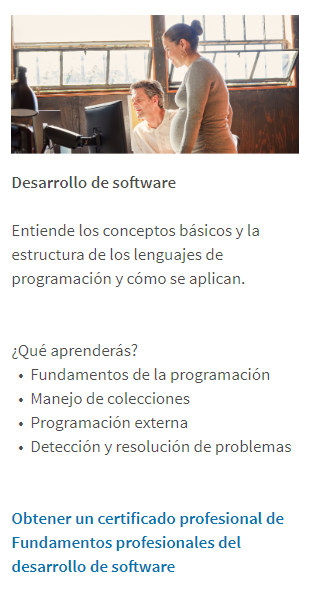 Desarrollo de software
Entiende los conceptos básicos y la
estructura de los lenguajes de
programación y cómo se aplican.
¿Qué aprenderás?
• Fundamentos de la programación
• Manejo de colecciones
• Programación externa
• Detección y resolución de problemas
Obtener un certificado profesional de
Fundamentos profesionales del
desarrollo de software